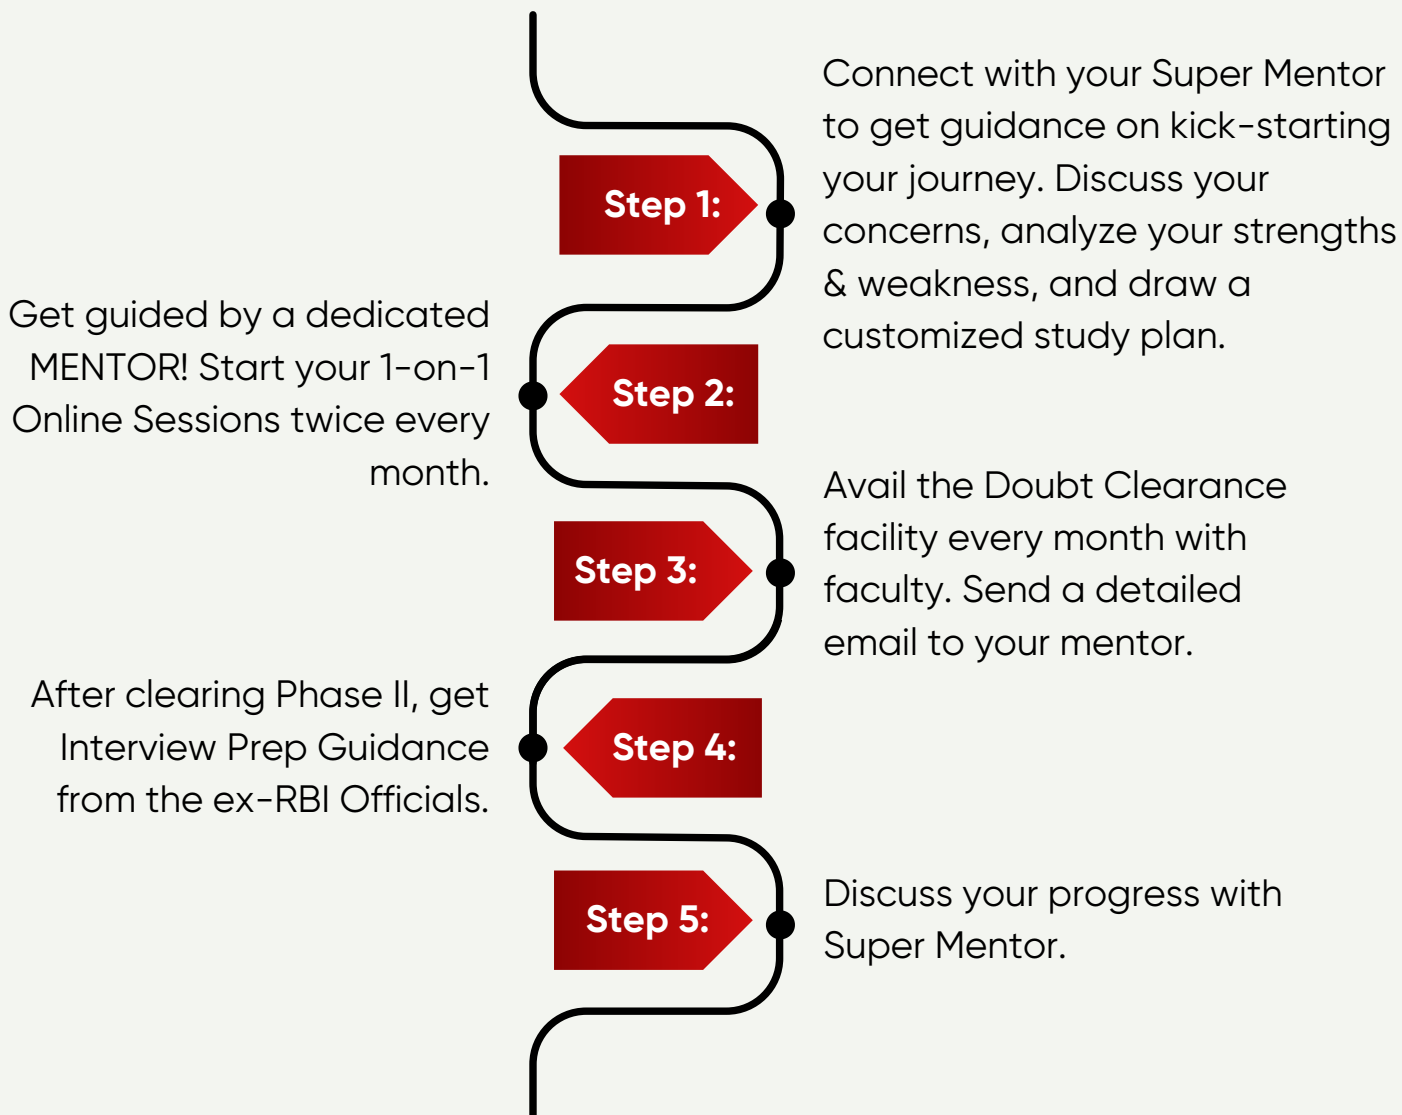 Step 1:
Connect with your Super Mentor
to get guidance on kick-starting
your journey. Discuss your
concerns, analyze your strengths
& weakness, and draw a
customized study plan.
Step 2:
Get guided by a dedicated
MENTOR! Start your 1-on-1
Online Sessions twice every
month.
Step 3:
Avail the Doubt Clearance
facility every month with
faculty. Send a detailed
email to your mentor.
Step 4:
After clearing Phase II, get
Interview Prep Guidance
from the ex-RBI Officials.
Step 5:
Discuss your progress with
Super Mentor.